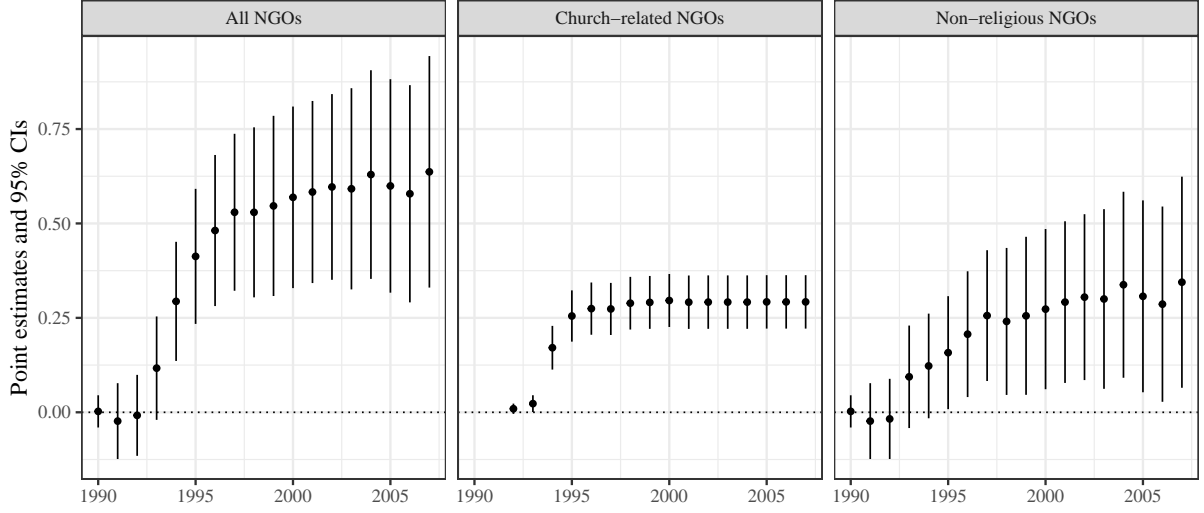 All NGOs
Church−related NGOs
Non−religious NGOs
Point estimates and 95% CIs
0.75
0.50
0.25
0.00
1990 1995 2000 2005
1990 1995 2000 2005
1990 1995 2000 2005